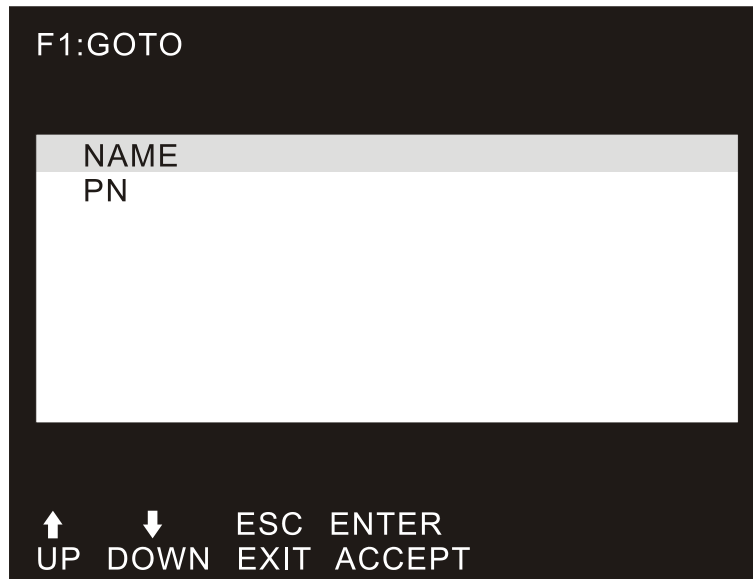 F1:GOTO
NAME
PN
⬆ ⬇ ESC ENTER
UP DOWN EXIT ACCEPT